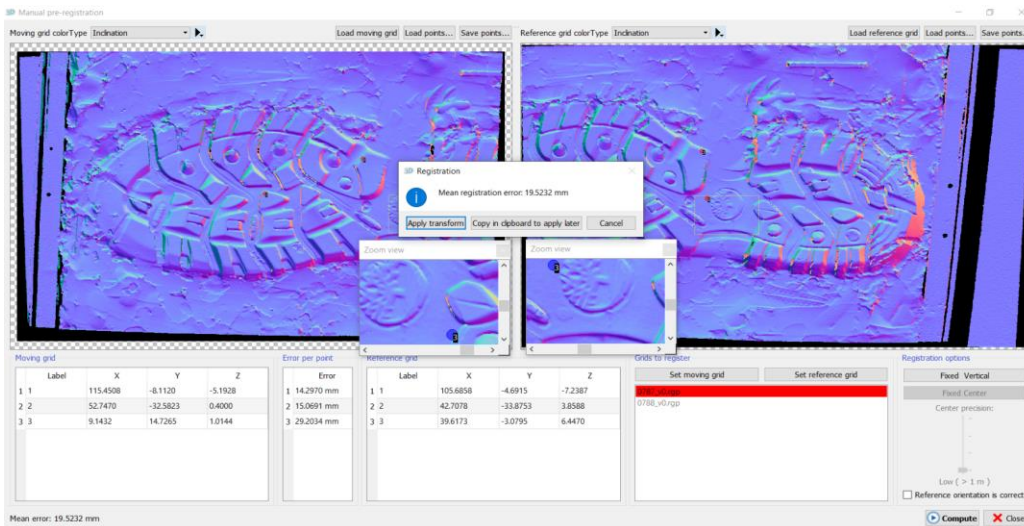 Manual pre-registration
Moving grid colorType Inclination Load moving grid Load points... Save points... Reference grid colorType Inclination Load reference grid Load points... Save points...
Registration
Mean registration error: 19.5232 mm
Apply transform Copy in clipboard to apply later Cancel
Zoom view Zoom view
3 3
Moving grid Error per point Reference grid Grids to register Registration options
Label X Y Z Error Label X Y Z Set moving grid Set reference grid Fixed Vertical
1 1 115.4508 -8.1120 -5.1928 1 14.2970 mm 1 1 105.6858 -4.6915 -7.2387 0787_v0.rgp Fixed Center
2 2 52.7470 -32.5823 0.4000 2 15.0691 mm 2 2 42.7078 -33.8753 3.8588 0788_v0.rgp Center precision:
3 3 9.1432 14.7265 1.0144 3 29.2034 mm 3 3 39.6173 -3.0795 6.4470
Low ( > 1 m )
Reference orientation is correct
Mean error: 19.5232 mm Compute Close